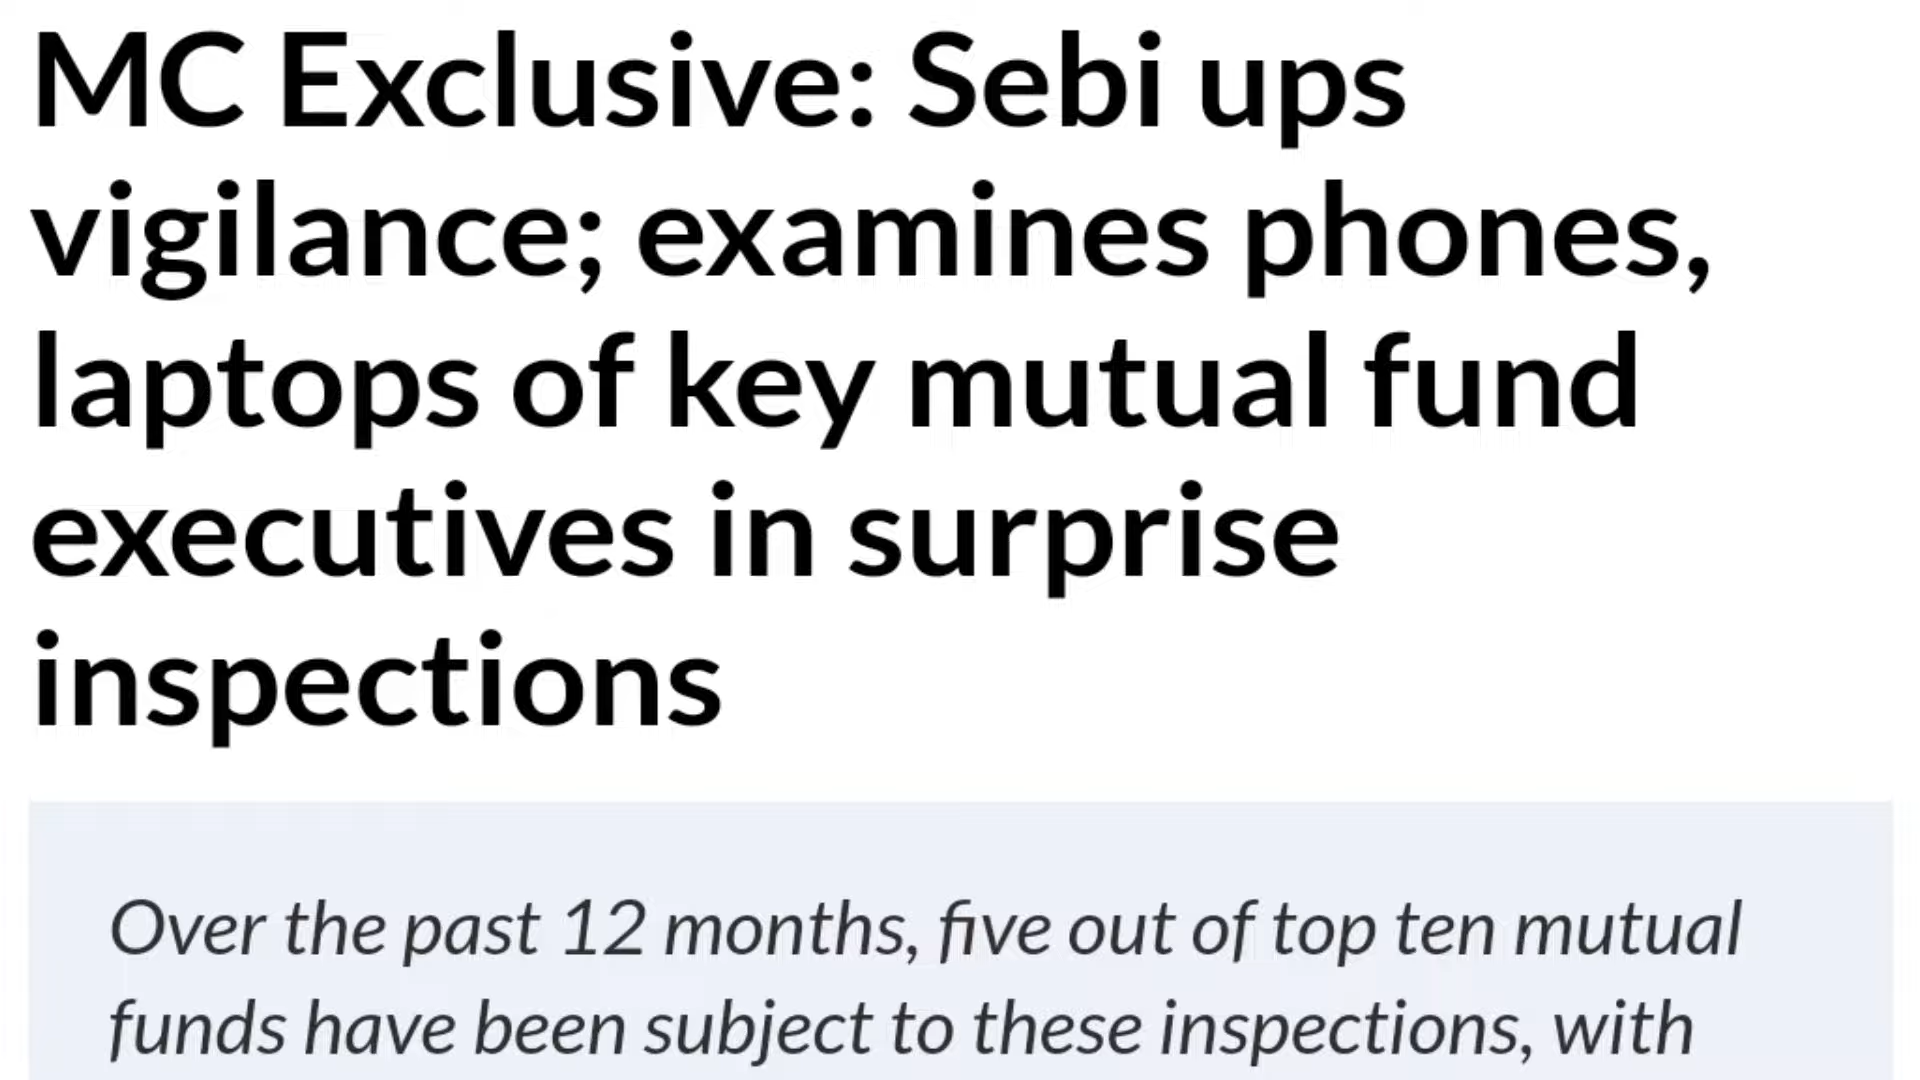 MC Exclusive: Sebi ups
vigilance; examines phones,
laptops of key mutual fund
executives in surprise
inspections
Over the past 12 months, five out of top ten mutual
funds have been subject to these inspections, with